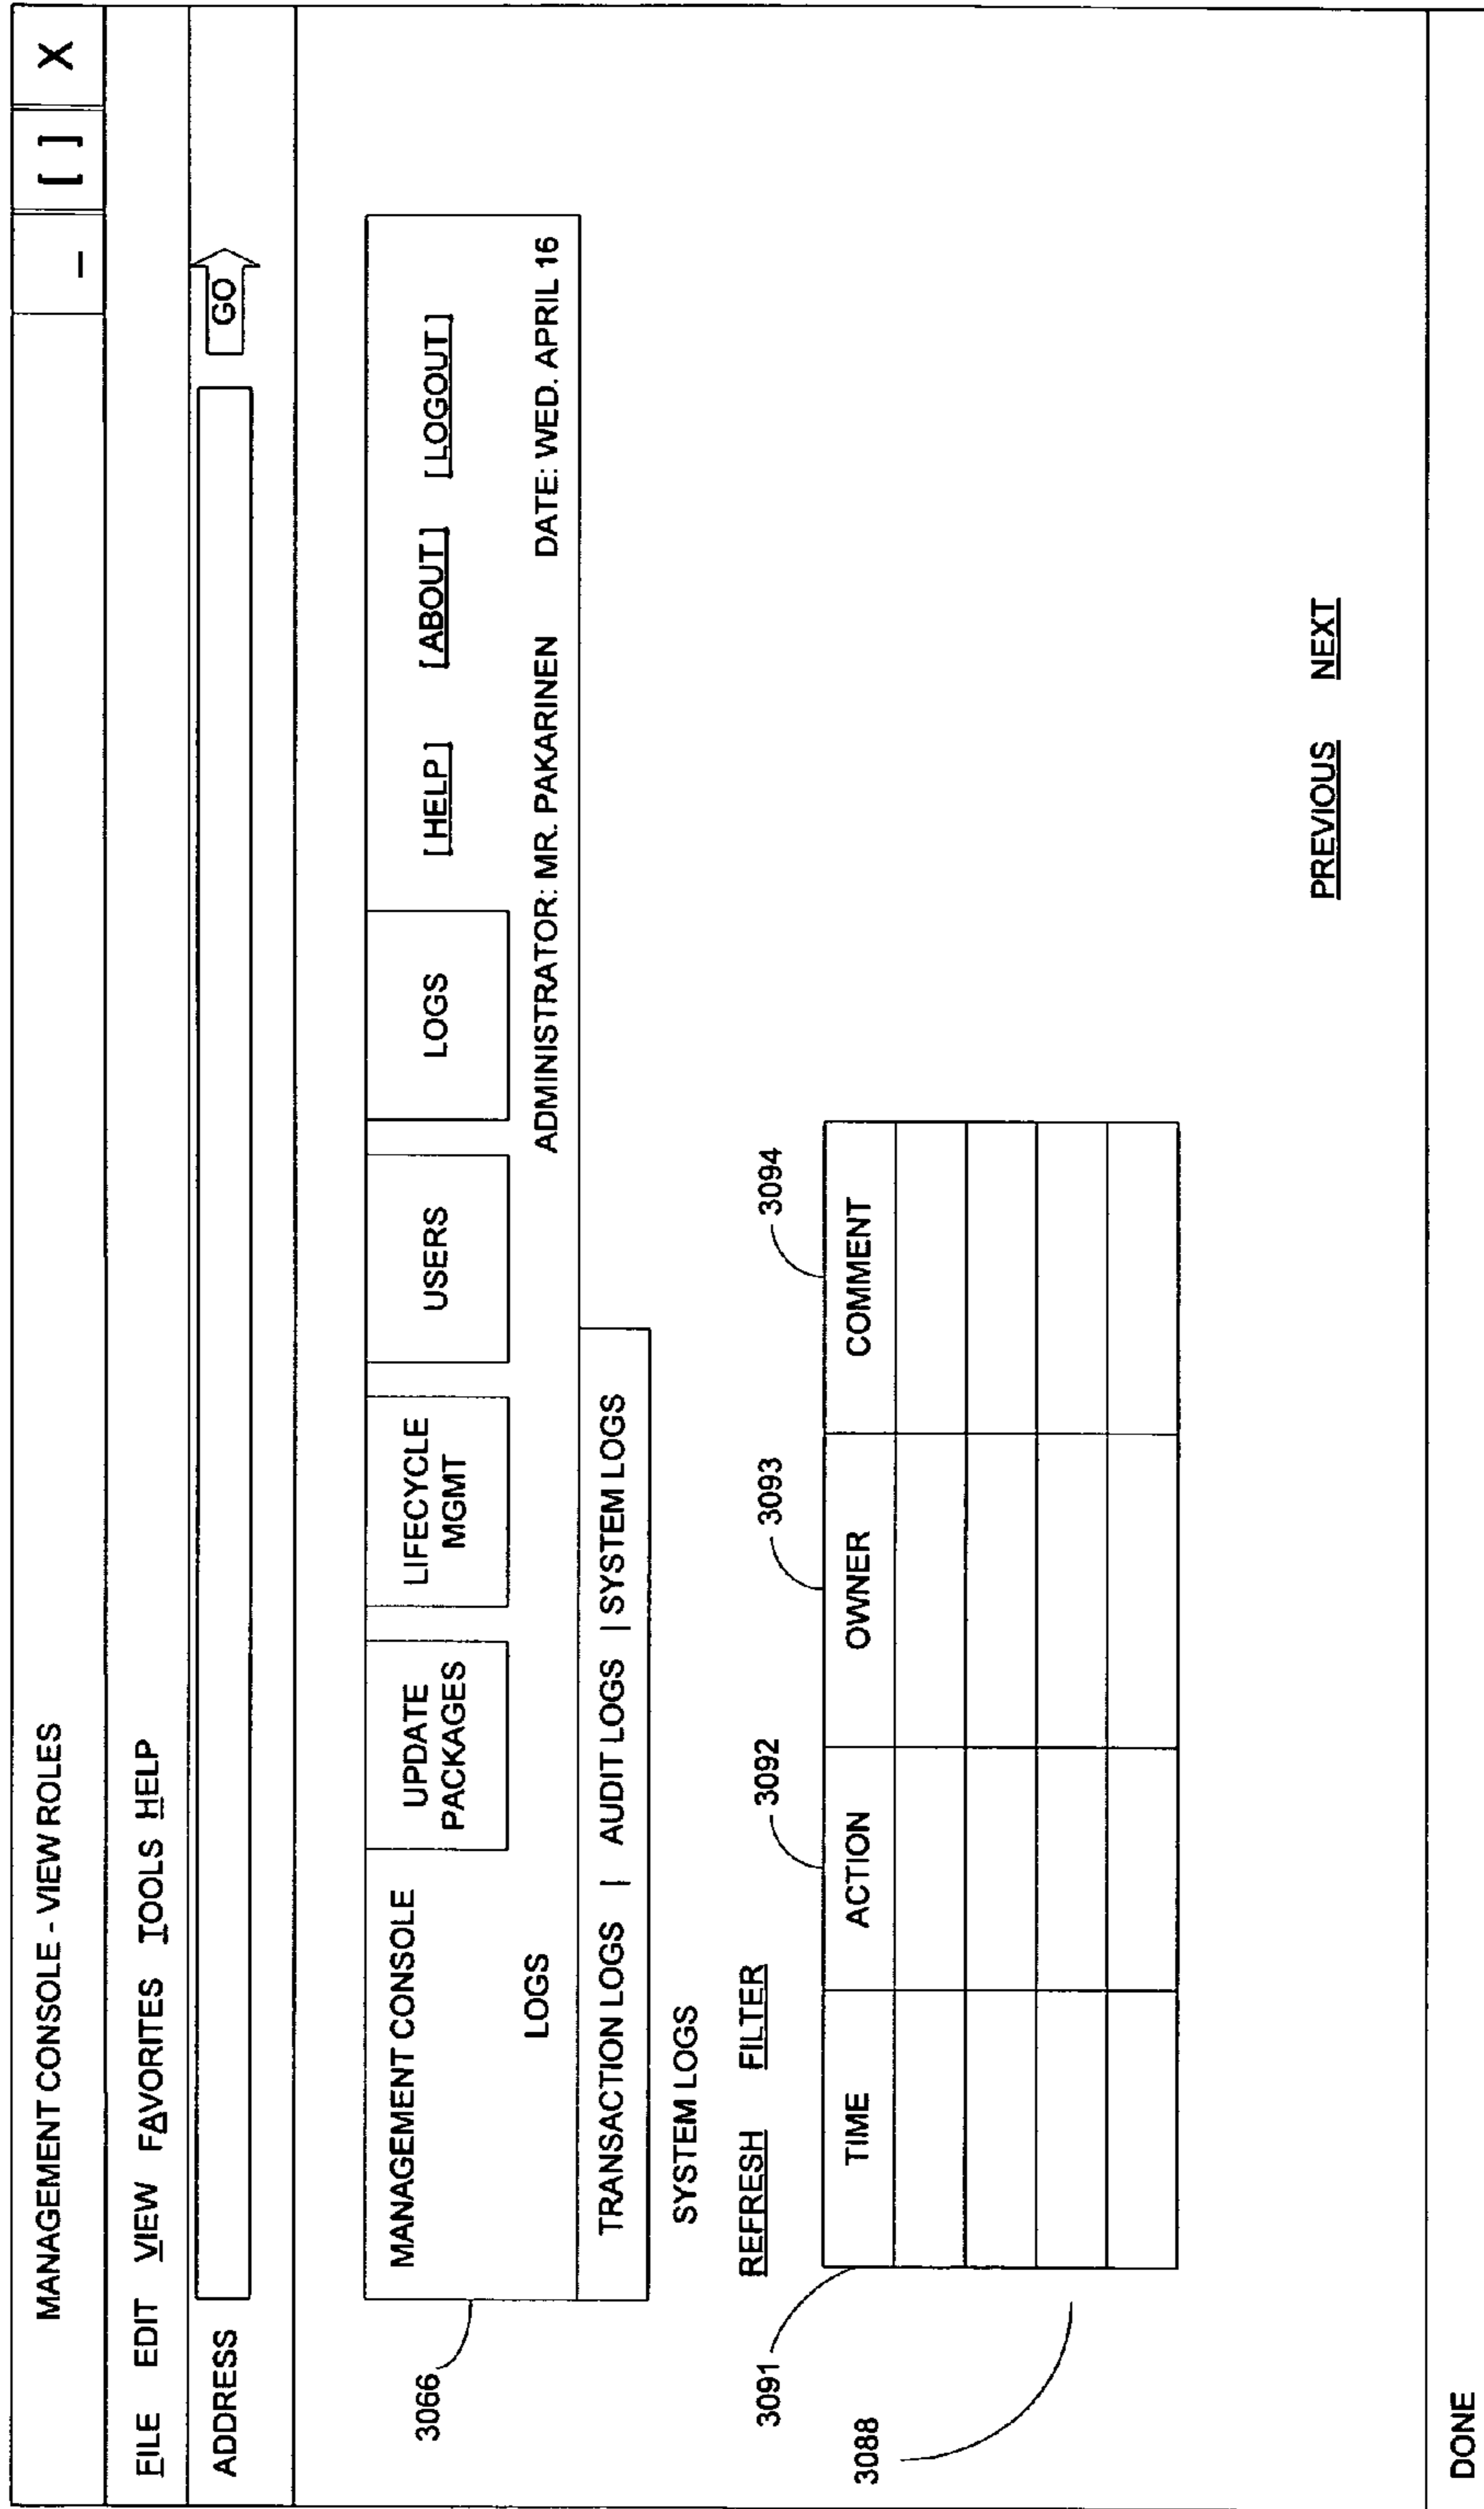 MANAGEMENT CONSOLE - VIEW ROLES
_ [ ] X
FILE EDIT VIEW FAVORITES TOOLS HELP
ADDRESS GO
MANAGEMENT CONSOLE
UPDATE PACKAGES
LIFECYCLE MGMT
USERS
LOGS
[HELP] [ABOUT] [LOGOUT]
LOGS
ADMINISTRATOR: MR. PAKARINEN DATE: WED. APRIL 16
3066
TRANSACTION LOGS | AUDIT LOGS | SYSTEM LOGS
SYSTEM LOGS
REFRESH FILTER
3091 3092 3093 3094
TIME ACTION OWNER COMMENT
3088
PREVIOUS NEXT
DONE